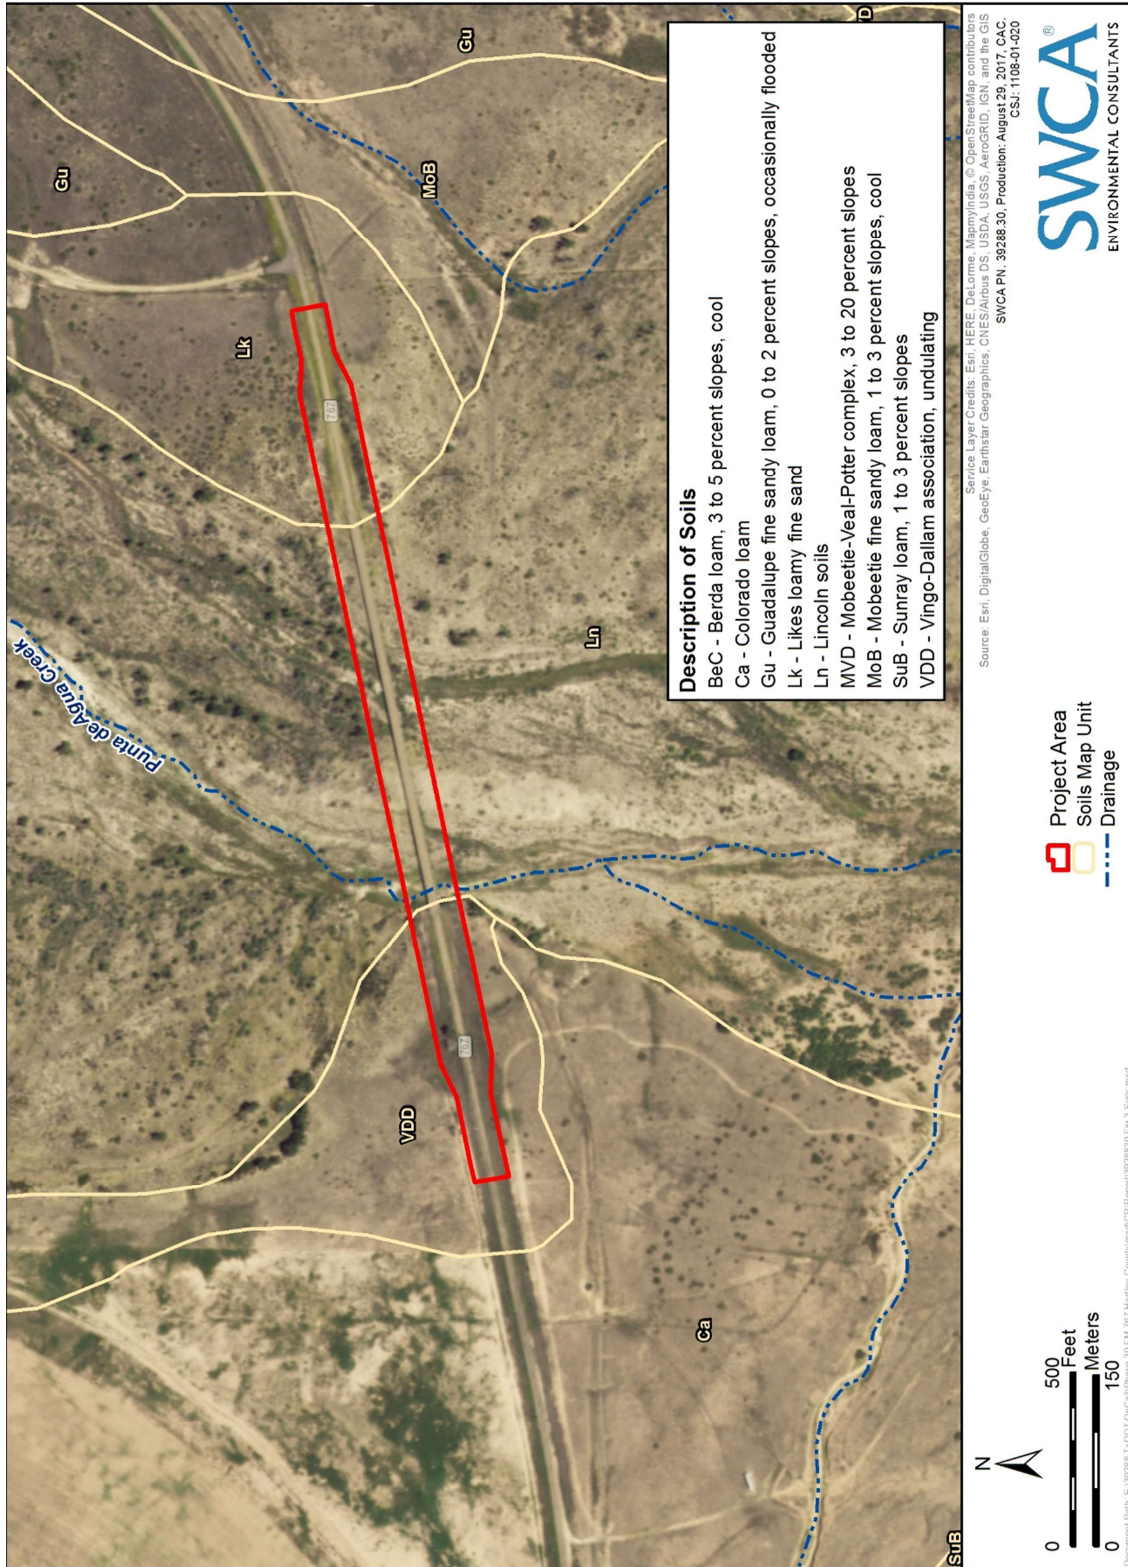 Gu
Gu
D
MoB
Lk
767
Punta de Agua Creek
Ln
767
VDD
Ca
SuB
Description of Soils
BeC - Berda loam, 3 to 5 percent slopes, cool
Ca - Colorado loam
Gu - Guadalupe fine sandy loam, 0 to 2 percent slopes, occasionally flooded
Lk - Likes loamy fine sand
Ln - Lincoln soils
MVD - Mobeetie-Veal-Potter complex, 3 to 20 percent slopes
MoB - Mobeetie fine sandy loam, 1 to 3 percent slopes, cool
SuB - Sunray loam, 1 to 3 percent slopes
VDD - Vingo-Dallam association, undulating
N
0 500
Feet
Meters
0 150
Project Area
Soils Map Unit
Drainage
Service Layer Credits: Esri, HERE, DeLorme, MapmyIndia, © OpenStreetMap contributors
Source: Esri, DigitalGlobe, GeoEye, Earthstar Geographics, CNES/Airbus DS, USDA, USGS, AeroGRID, IGN, and the GIS
SWCA PN. 39288.30, Production: August 29, 2017, CAC.
CSJ: 1108-01-020
SWCA®
ENVIRONMENTAL CONSULTANTS